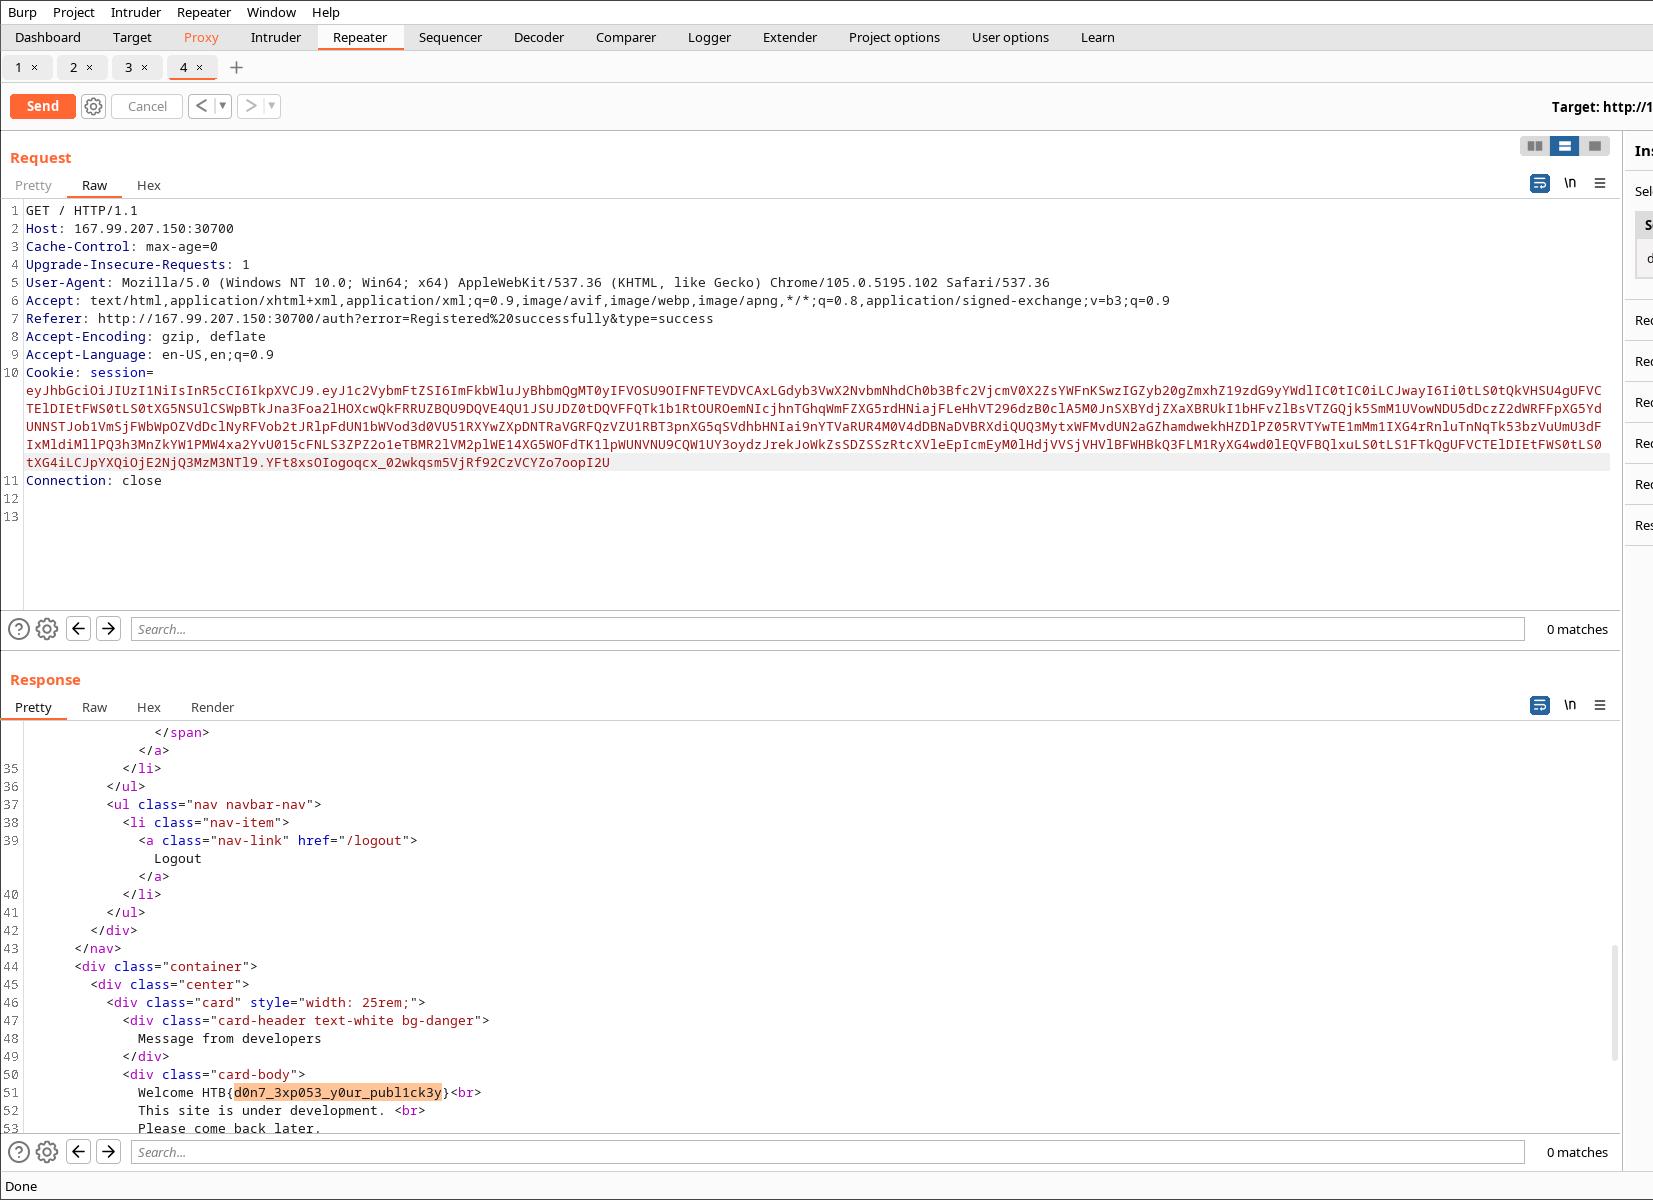 Burp Project Intruder Repeater Window Help
Dashboard Target Proxy Intruder Repeater Sequencer Decoder Comparer Logger Extender Project options User options Learn
1 × 2 × 3 × 4 × +
Send Cancel < >
Target: http://1
Request
Ins
Pretty Raw Hex
\n
Sel
1 GET / HTTP/1.1
2 Host: 167.99.207.150:30700
3 Cache-Control: max-age=0
4 Upgrade-Insecure-Requests: 1
5 User-Agent: Mozilla/5.0 (Windows NT 10.0; Win64; x64) AppleWebKit/537.36 (KHTML, like Gecko) Chrome/105.0.5195.102 Safari/537.36
6 Accept: text/html,application/xhtml+xml,application/xml;q=0.9,image/avif,image/webp,image/apng,*/*;q=0.8,application/signed-exchange;v=b3;q=0.9
7 Referer: http://167.99.207.150:30700/auth?error=Registered%20successfully&type=success
8 Accept-Encoding: gzip, deflate
9 Accept-Language: en-US,en;q=0.9
10 Cookie: session=
tXG4iLCJpYXQiOjE2NjQ3MzM3NTl9.YFt8xsOIogoqcx_02wkqsm5VjRf92CzVCYZo7oopI2U
11 Connection: close
12
13
Rec
Rec
Rec
Rec
Rec
Res
Search... 0 matches
Response
Pretty Raw Hex Render
\n
</span>
</a>
35 </li>
36 </ul>
37 <ul class="nav navbar-nav">
38 <li class="nav-item">
39 <a class="nav-link" href="/logout">
Logout
</a>
40 </li>
41 </ul>
42 </div>
43 </nav>
44 <div class="container">
45 <div class="center">
46 <div class="card" style="width: 25rem;">
47 <div class="card-header text-white bg-danger">
48 Message from developers
49 </div>
50 <div class="card-body">
51 Welcome HTB{d0n7_3xp053_y0ur_publ1ck3y}<br>
52 This site is under development. <br>
53 Please come back later.
Search... 0 matches
Done